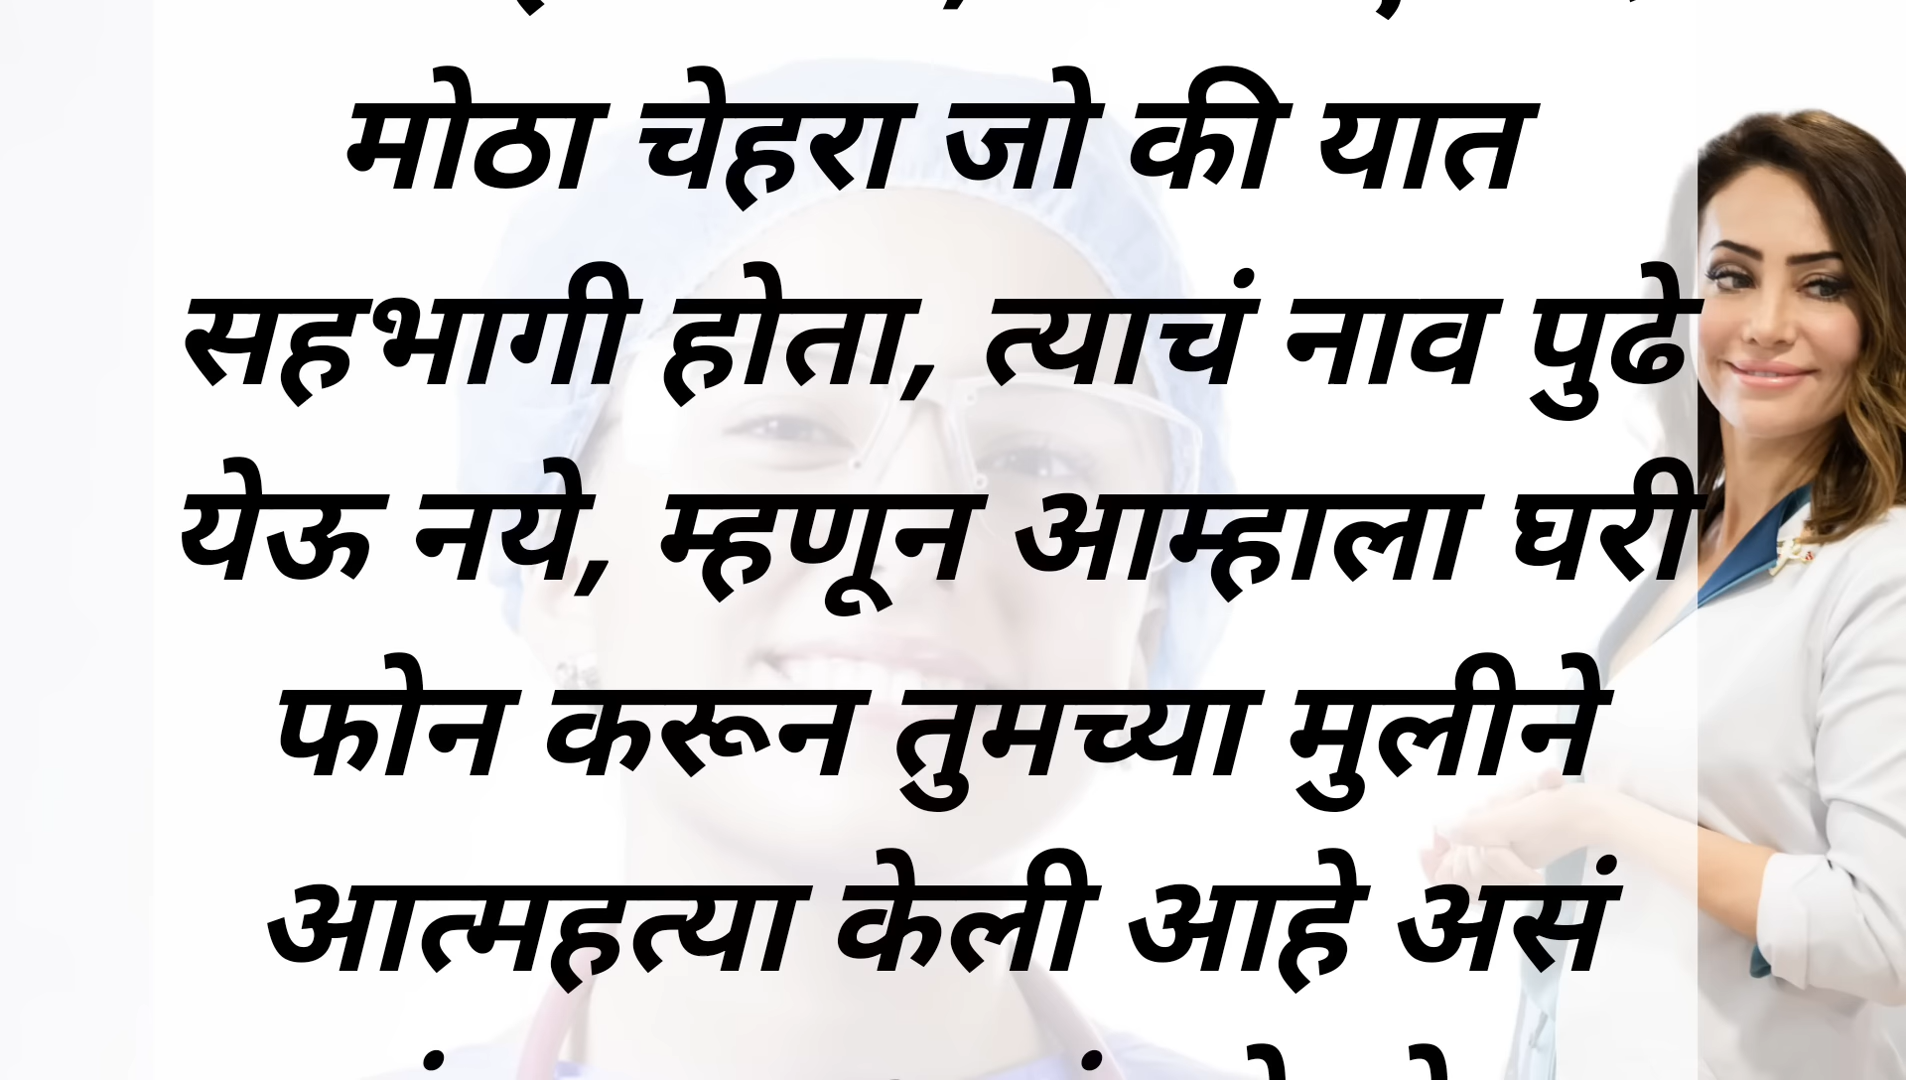 मोठा चेहरा जो की यात
सहभागी होता, त्याचं नाव पुढे
येऊ नये, म्हणून आम्हाला घरी
फोन करून तुमच्या मुलीने
आत्महत्या केली आहे असं